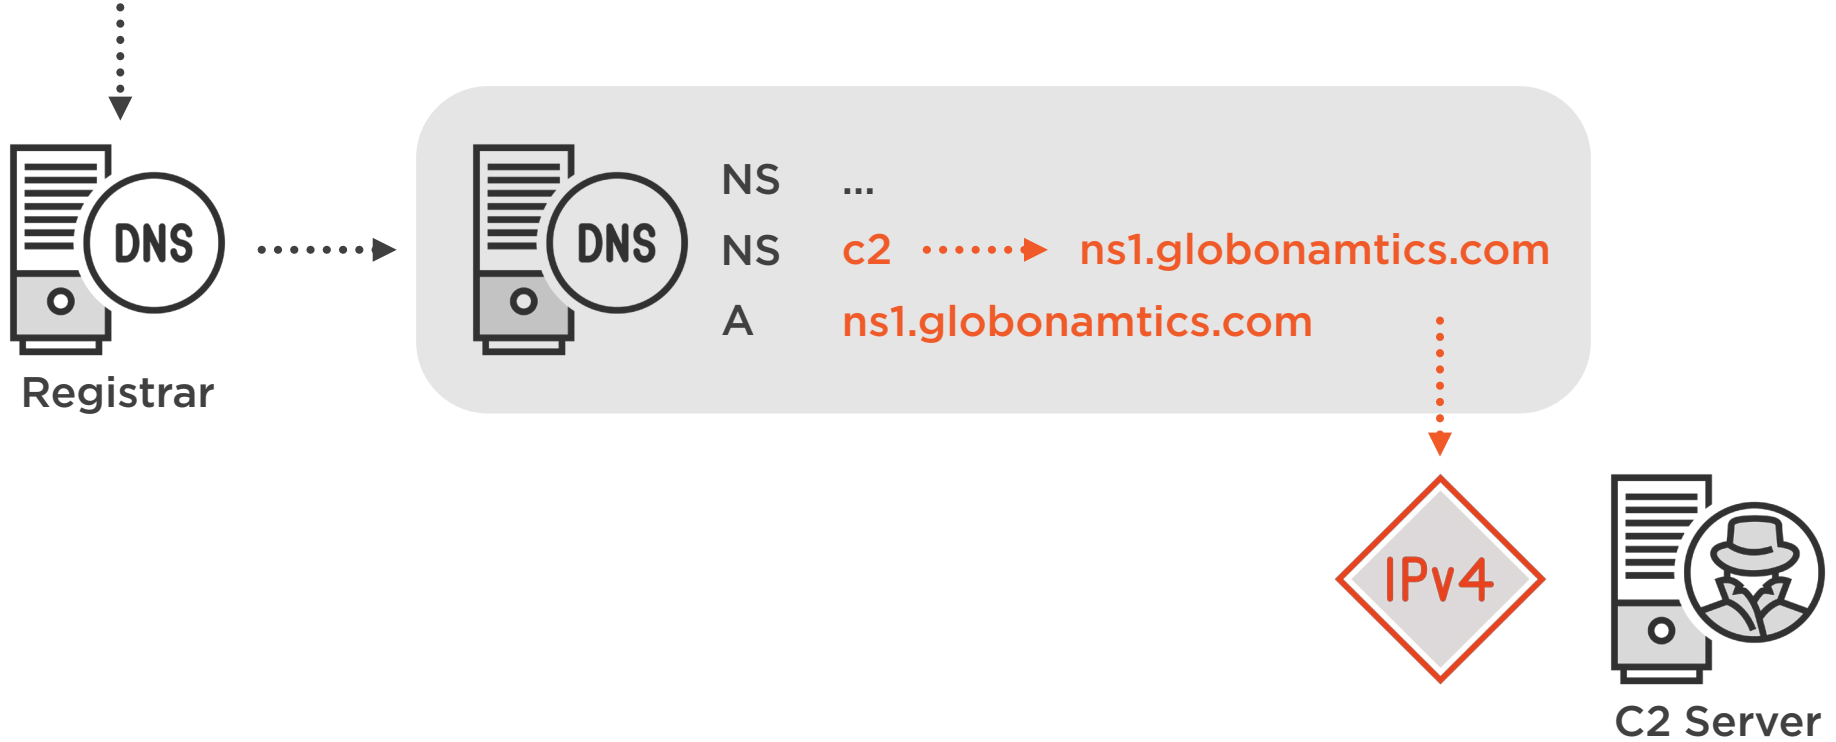 DNS
Registrar
DNS
NS ...
NS c2 ns1.globonamtics.com
A ns1.globonamtics.com
IPv4
C2 Server